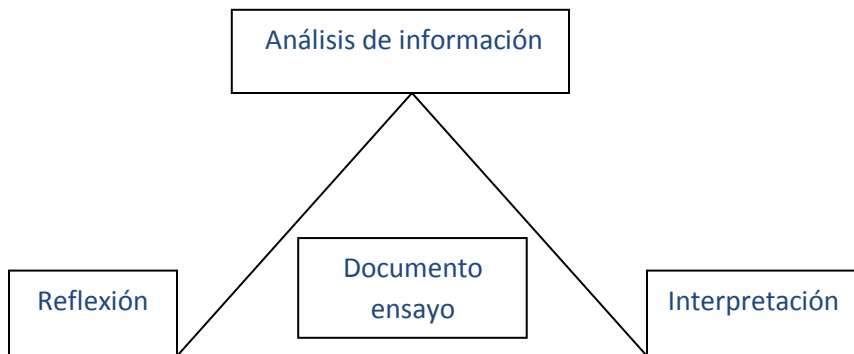 Análisis de información
Documento
ensayo
Reflexión
Interpretación